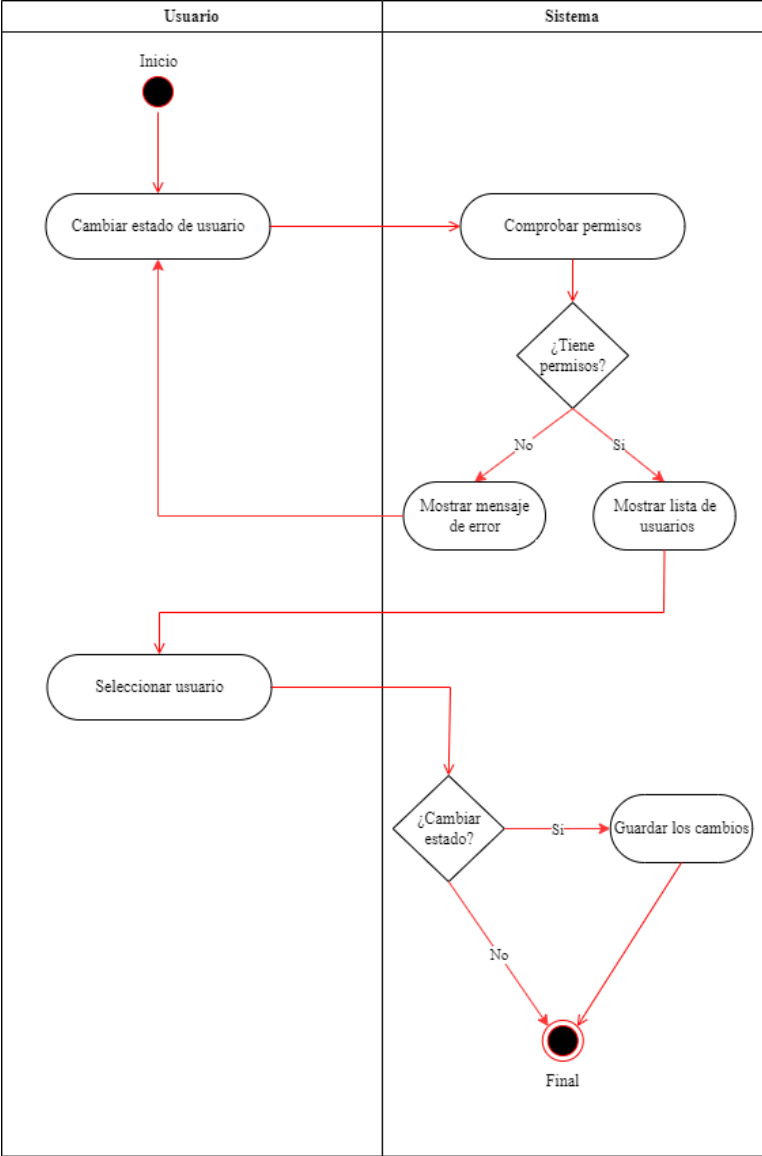 Usuario
Sistema
Inicio
Cambiar estado de usuario
Comprobar permisos
¿Tiene
permisos?
No
Si
Mostrar mensaje
de error
Mostrar lista de
usuarios
Seleccionar usuario
¿Cambiar
estado?
Si
Guardar los cambios
No
Final